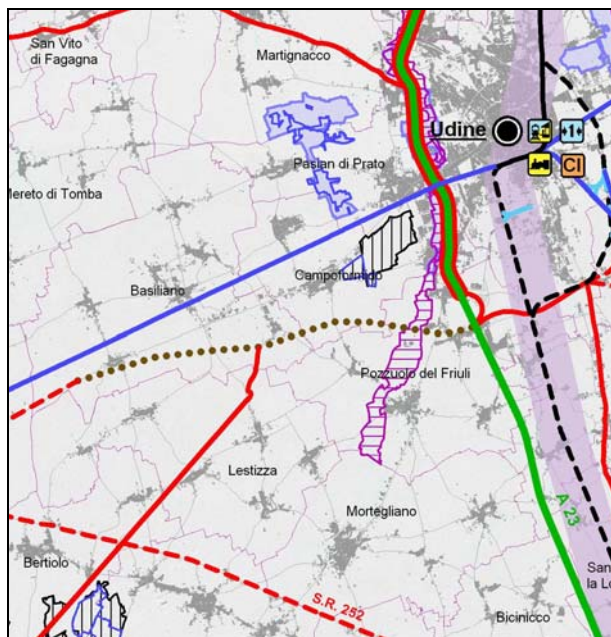 San Vito
di Fagagna
Martignacco
Udine
+1+
CI
Pasian di Prato
Mereto di Tomba
Campoformido
Basiliano
Pozzuolo del Friuli
Lestizza
Mortegliano
A 23
Bertiolo
S.R. 252
San
la Lo
Bicinicco